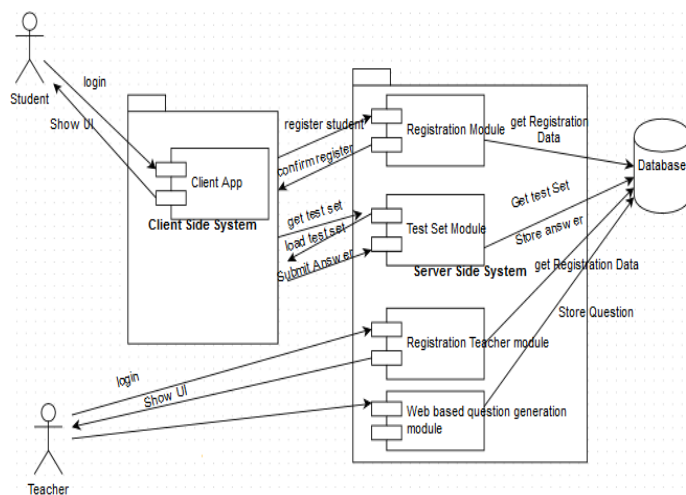 login
Student
Show UI
Client App
Client Side System
register student
confirm register
get test set
load test set
Submit Answer
Registration Module
Test Set Module
Server Side System
Registration Teacher module
Web based question generation
module
get Registration
Data
Database
Get test Set
Store answer
get Registration Data
Store Question
login
Show UI
Teacher